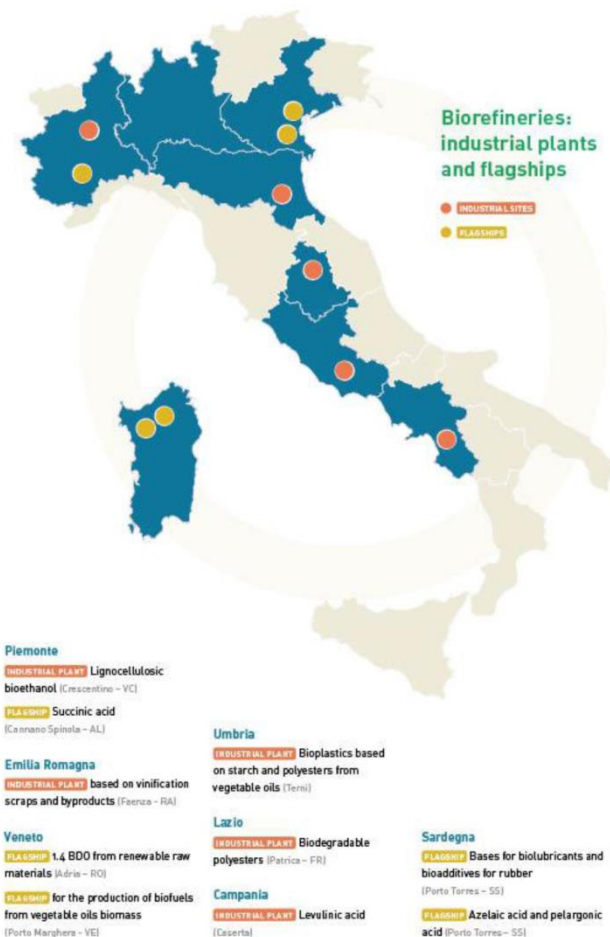 Biorefineries:
industrial plants
and flagships
INDUSTRIAL SITES
FLAGSHIPS
Piemonte
INDUSTRIAL PLANT Lignocellulosic
bioethanol (Crescentino – VC)
FLAGSHIP Succinic acid
(Cannano Spinola – AL)
Emilia Romagna
INDUSTRIAL PLANT based on vinification
scraps and byproducts (Faenza – RA)
Veneto
FLAGSHIP 1.4 BDO from renewable raw
materials (Adria – RO)
FLAGSHIP for the production of biofuels
from vegetable oils biomass
(Porto Marghera – VE)
Umbria
INDUSTRIAL PLANT Bioplastics based
on starch and polyesters from
vegetable oils (Terni)
Lazio
INDUSTRIAL PLANT Biodegradable
polyesters (Patrica – FR)
Campania
INDUSTRIAL PLANT Levulinic acid
(Caserta)
Sardegna
FLAGSHIP Bases for biolubricants and
bioadditives for rubber
(Porto Torres – SS)
FLAGSHIP Azelaic acid and pelargonic
acid (Porto Torres – SS)